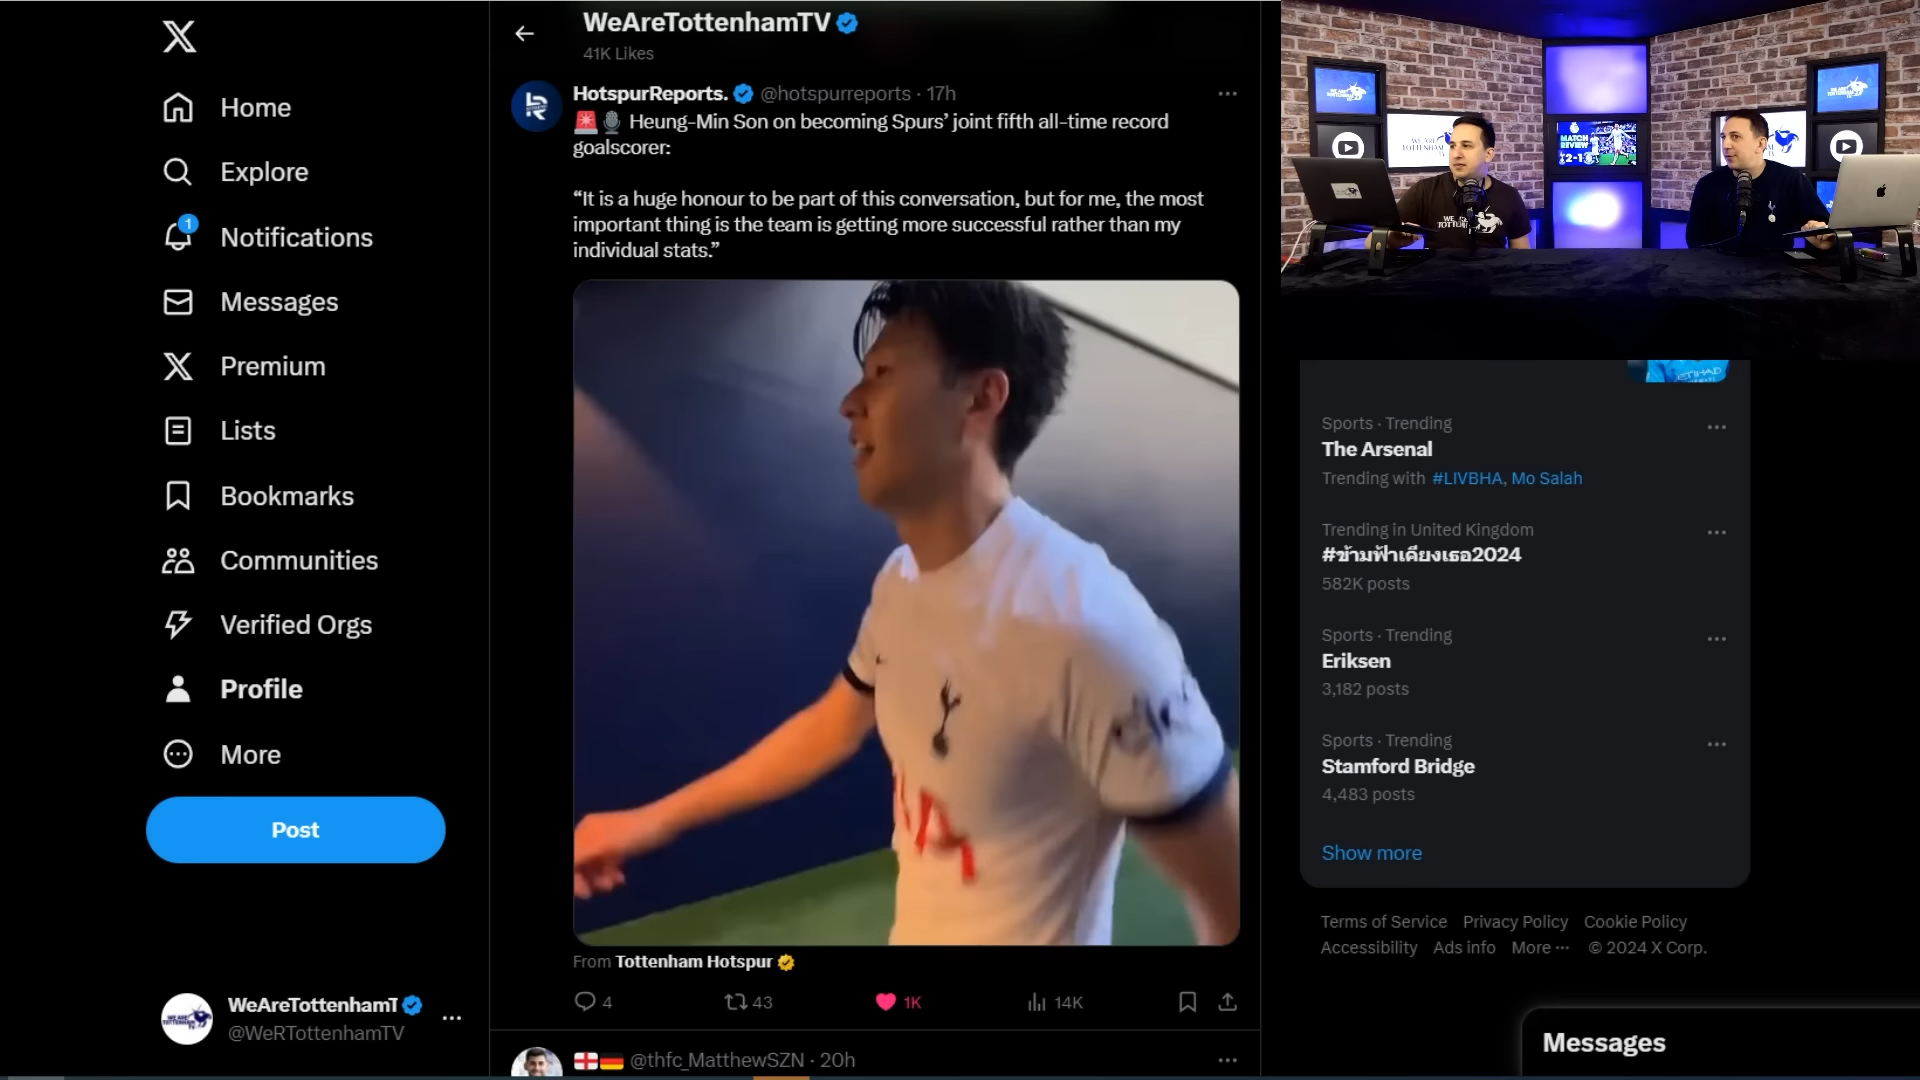 Home
Explore
1
Notifications
Messages
Premium
Lists
Bookmarks
Communities
Verified Orgs
Profile
More
Post
WeAreTottenhamT
@WeRTottenhamTV
WeAreTottenhamTV
41K Likes
HotspurReports. @hotspurreports · 17h
Heung-Min Son on becoming Spurs’ joint fifth all-time record
goalscorer:
“It is a huge honour to be part of this conversation, but for me, the most
important thing is the team is getting more successful rather than my
individual stats.”
From Tottenham Hotspur
4
43
1K
14K
@thfc_MatthewSZN · 20h
MATCH
REVIEW
2-1
ETIHAD
Sports · Trending
The Arsenal
Trending with #LIVBHA, Mo Salah
Trending in United Kingdom
#ข้ามฟ้าเคียงเธอ2024
582K posts
Sports · Trending
Eriksen
3,182 posts
Sports · Trending
Stamford Bridge
4,483 posts
Show more
Terms of Service Privacy Policy Cookie Policy
Accessibility Ads info More ··· © 2024 X Corp.
Messages